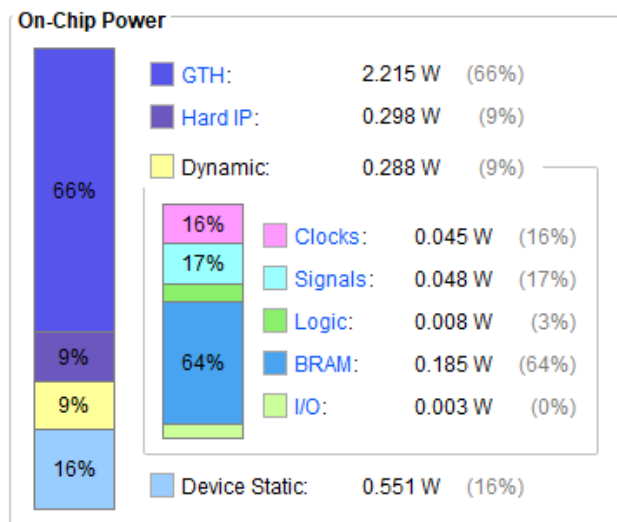 On-Chip Power
66%
9%
9%
16%
GTH: 2.215 W (66%)
Hard IP: 0.298 W (9%)
Dynamic: 0.288 W (9%)
16%
17%
64%
Clocks: 0.045 W (16%)
Signals: 0.048 W (17%)
Logic: 0.008 W (3%)
BRAM: 0.185 W (64%)
I/O: 0.003 W (0%)
Device Static: 0.551 W (16%)